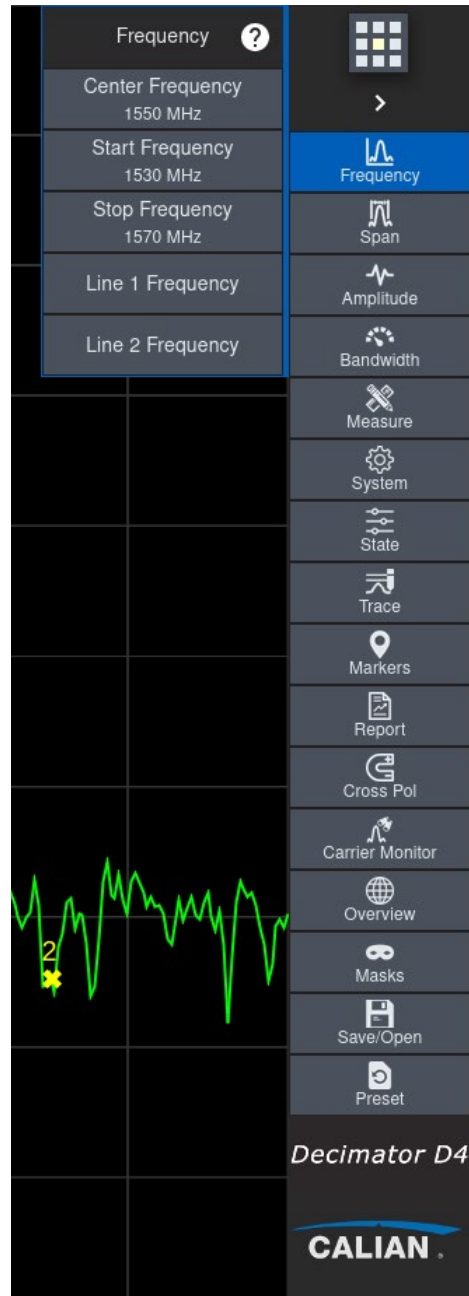 Frequency ?
Center Frequency
1550 MHz
Start Frequency
1530 MHz
Stop Frequency
1570 MHz
Line 1 Frequency
Line 2 Frequency
Frequency
Span
Amplitude
Bandwidth
Measure
System
State
Trace
Markers
Report
Cross Pol
Carrier Monitor
Overview
Masks
Save/Open
Preset
2
Decimator D4
CALIAN